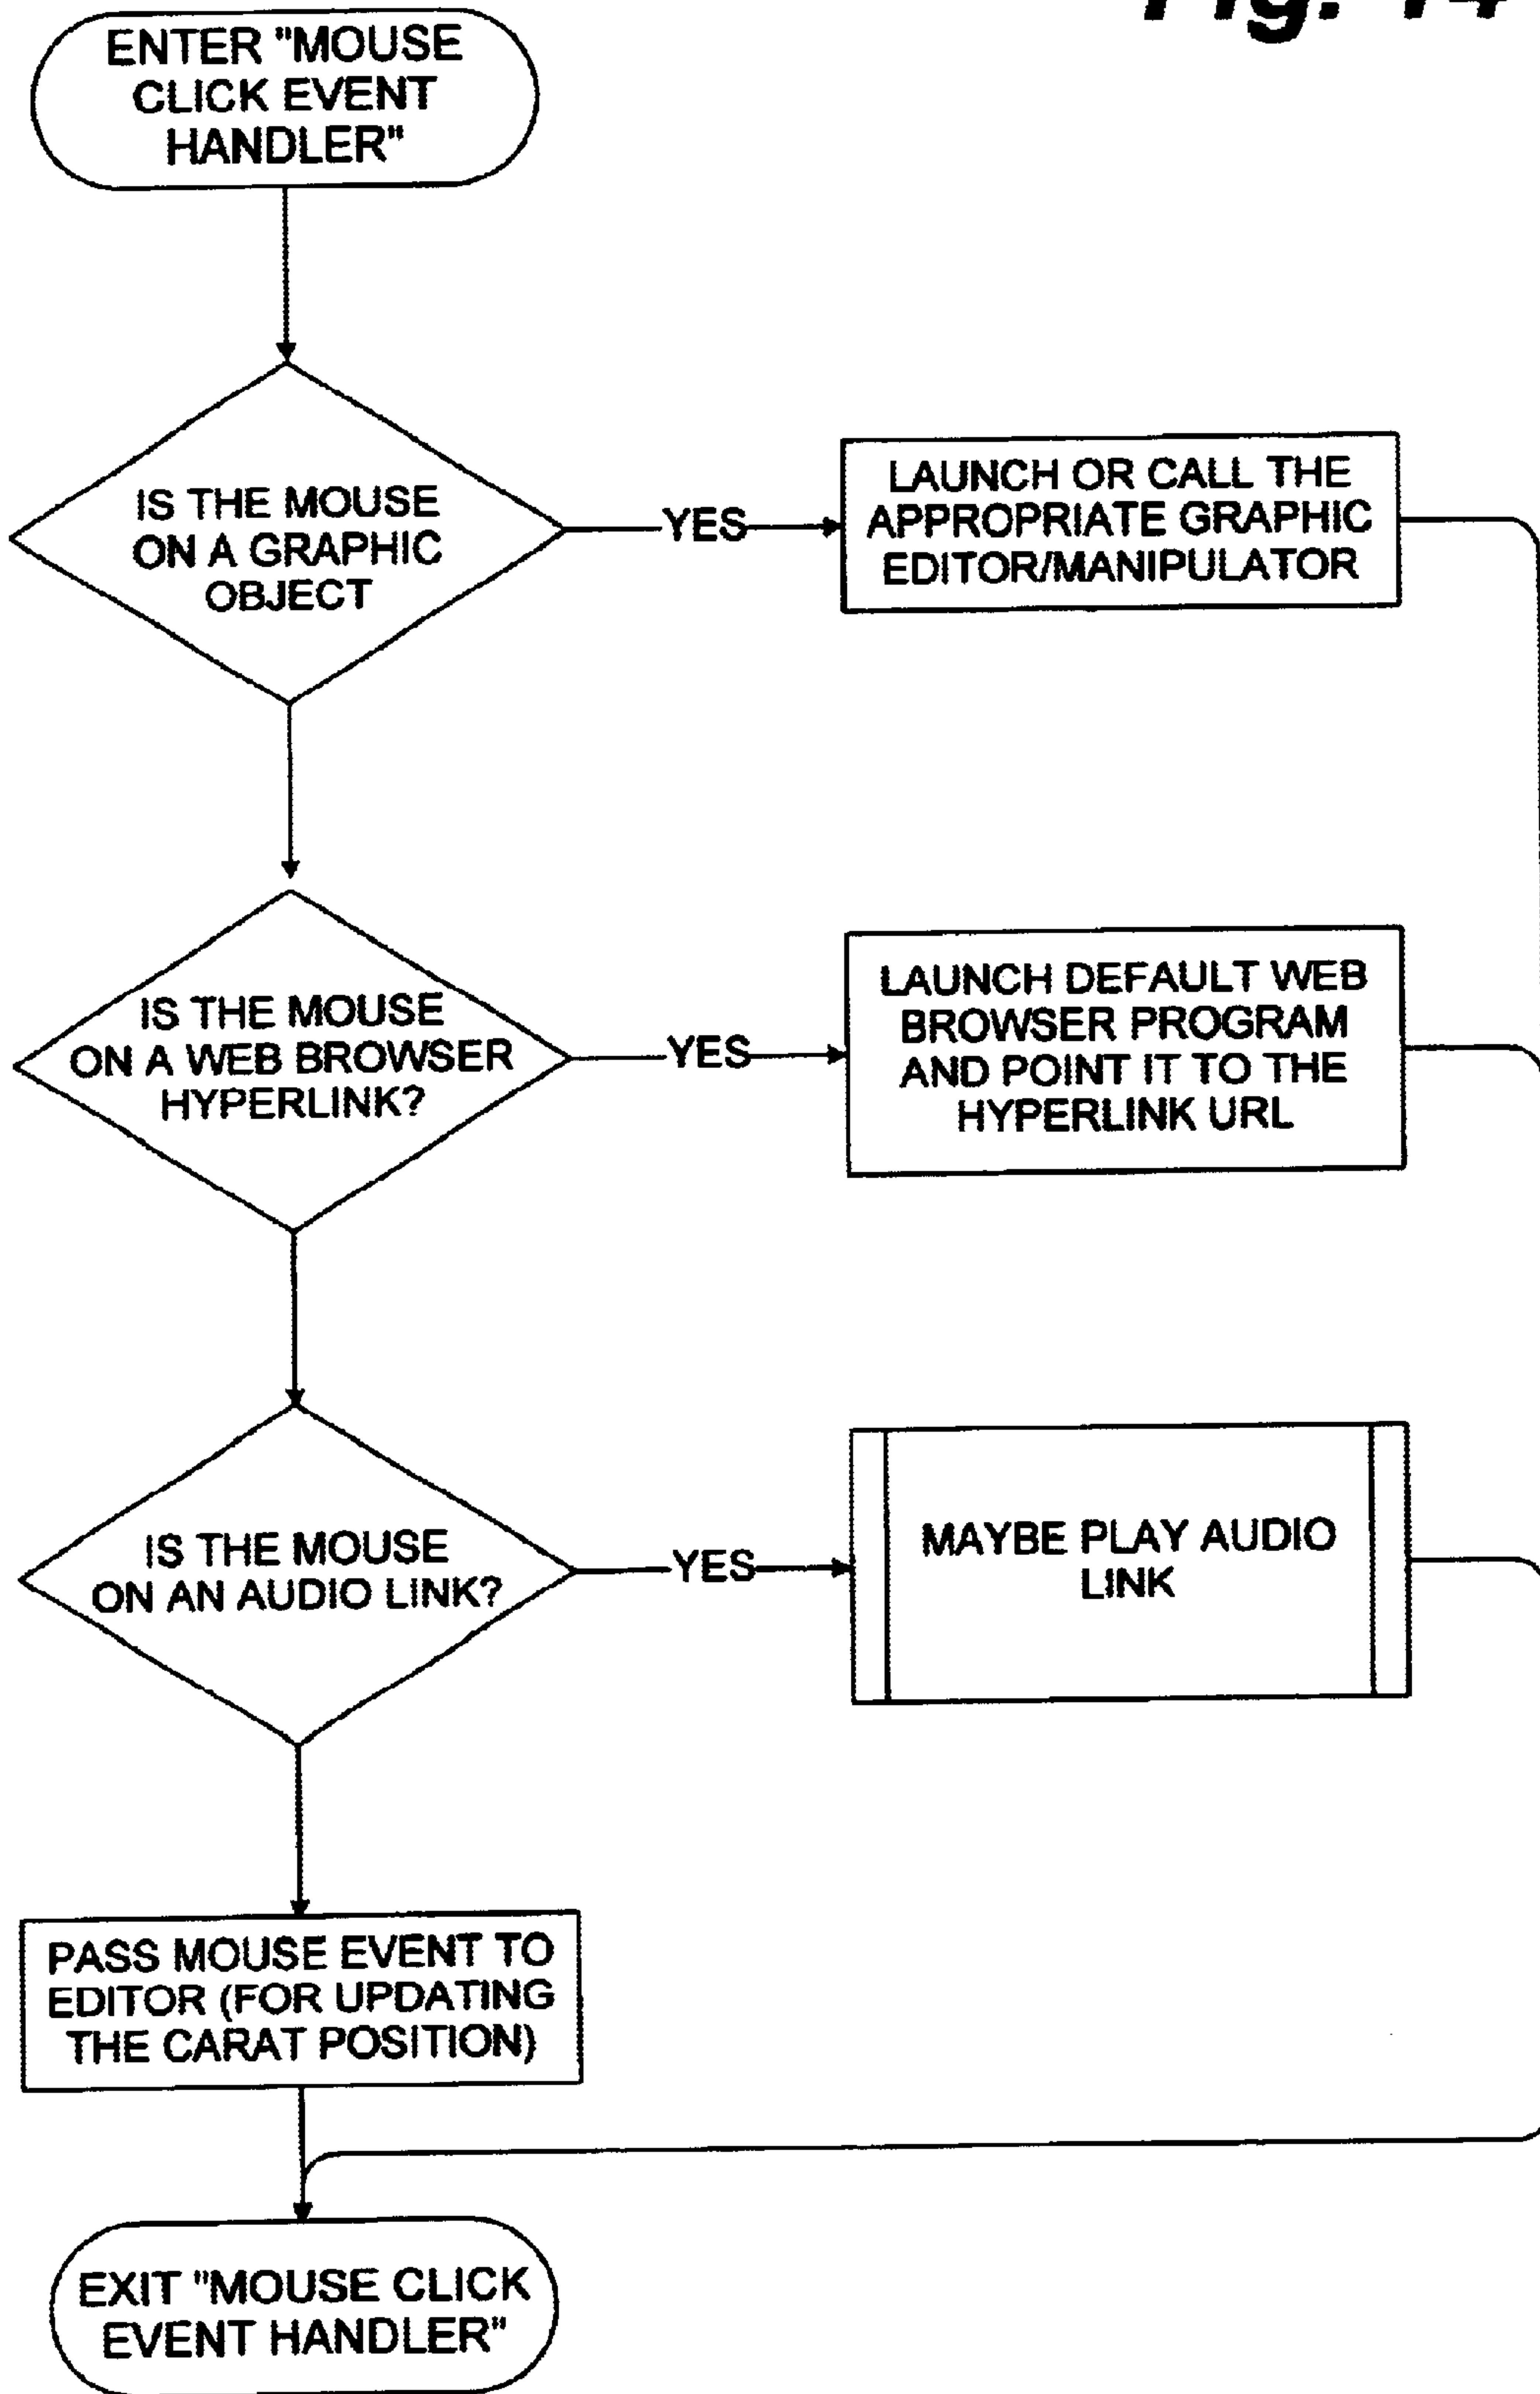 Fig. 14
ENTER "MOUSE
CLICK EVENT
HANDLER"
IS THE MOUSE
ON A GRAPHIC
OBJECT
YES
LAUNCH OR CALL THE
APPROPRIATE GRAPHIC
EDITOR/MANIPULATOR
IS THE MOUSE
ON A WEB BROWSER
HYPERLINK?
YES
LAUNCH DEFAULT WEB
BROWSER PROGRAM
AND POINT IT TO THE
HYPERLINK URL
IS THE MOUSE
ON AN AUDIO LINK?
YES
MAYBE PLAY AUDIO
LINK
PASS MOUSE EVENT TO
EDITOR (FOR UPDATING
THE CARAT POSITION)
EXIT "MOUSE CLICK
EVENT HANDLER"